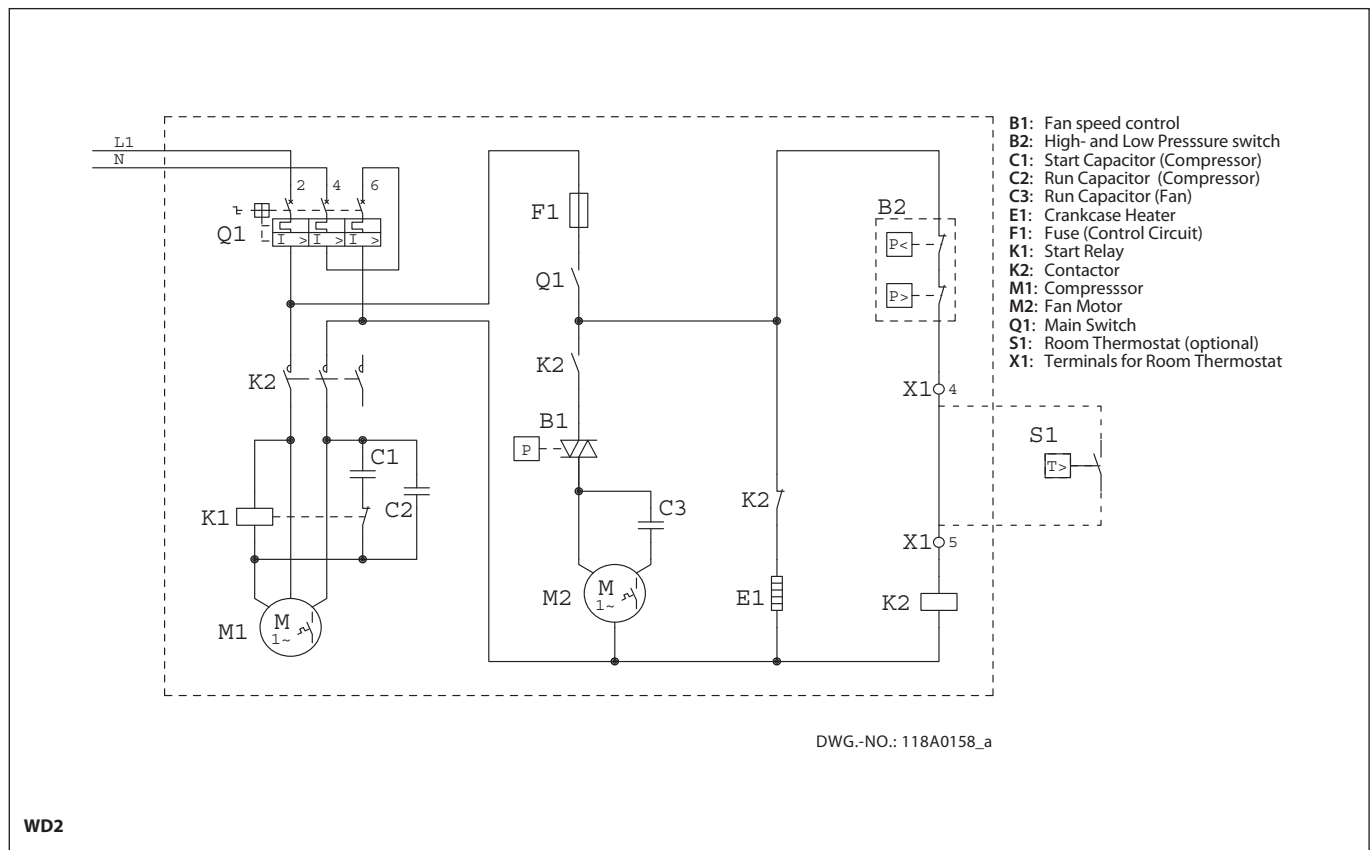 L1
N
2 4 6
Q1
I > I > I >
K2
K1
C1
C2
M1
M
1~
F1
Q1
K2
B1
P
C3
M2
M
1~
K2
E1
B2
P<
P>
X1 4
S1
T>
X1 5
K2
B1: Fan speed control
B2: High- and Low Presssure switch
C1: Start Capacitor (Compressor)
C2: Run Capacitor (Compressor)
C3: Run Capacitor (Fan)
E1: Crankcase Heater
F1: Fuse (Control Circuit)
K1: Start Relay
K2: Contactor
M1: Compresssor
M2: Fan Motor
Q1: Main Switch
S1: Room Thermostat (optional)
X1: Terminals for Room Thermostat
DWG.-NO.: 118A0158_a
WD2